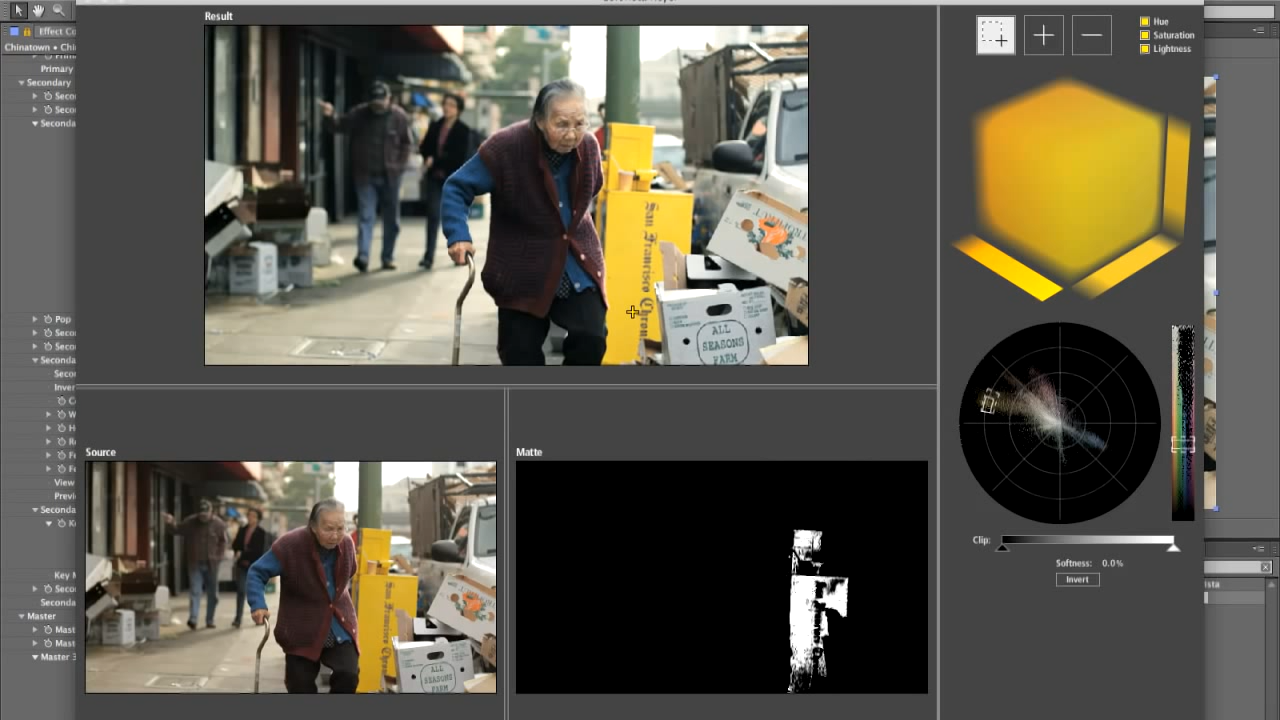 Result
Hue
Saturation
Lightness
Effect Co
Chinatown • Chi
Primary
Secondary
Seco
Seco
Seconda
Pop
Seco
Seco
Seconda
Seco
Inver
View
Previ
Seconda
Key M
Seco
Seconda
Master
Mast
Mast
Master 3
San Francisco Chron
ALL
SEASONS
FARM
Source
Matte
ALL
SEASONS
FARM
Clip:
Softness: 0.0%
Invert
ista